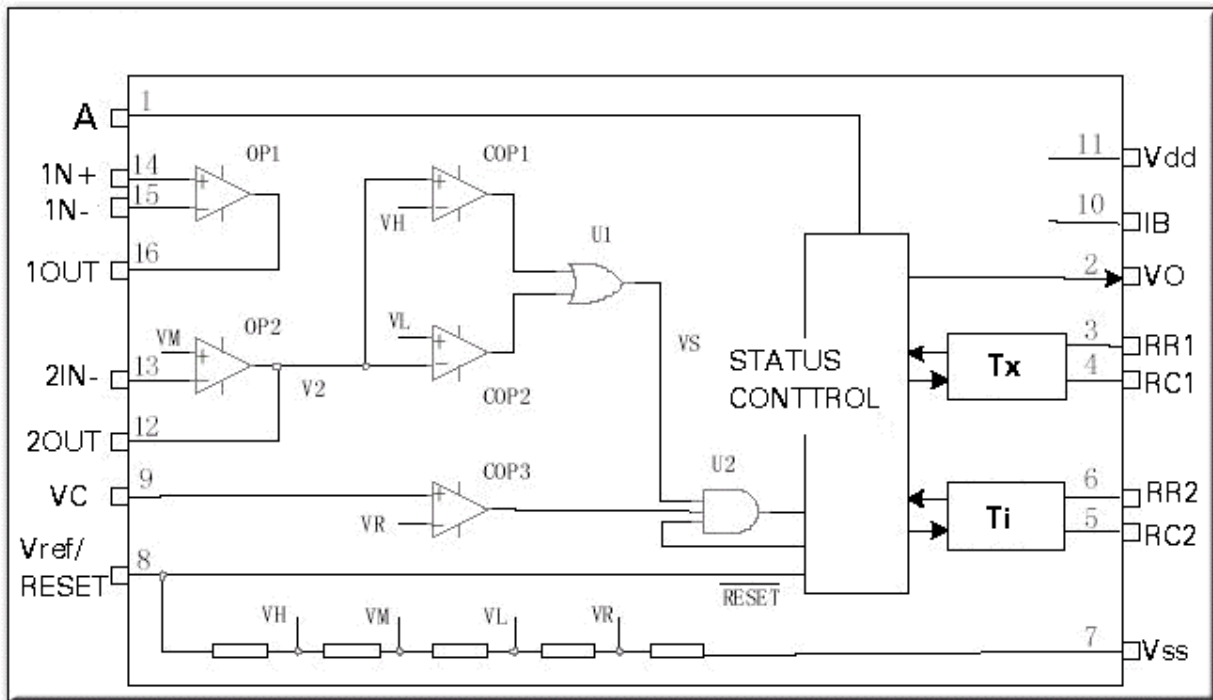 A
1
1N+
14
OP1
1N-
15
1OUT
16
COP1
VH
U1
VM
OP2
2IN-
13
V2
VL
COP2
VS
2OUT
12
VC
9
COP3
VR
U2
Vref/
RESET
8
RESET
STATUS
CONTTROL
11
Vdd
10
IB
2
VO
Tx
3
RR1
4
RC1
Ti
6
RR2
5
RC2
VH
VM
VL
VR
7
Vss